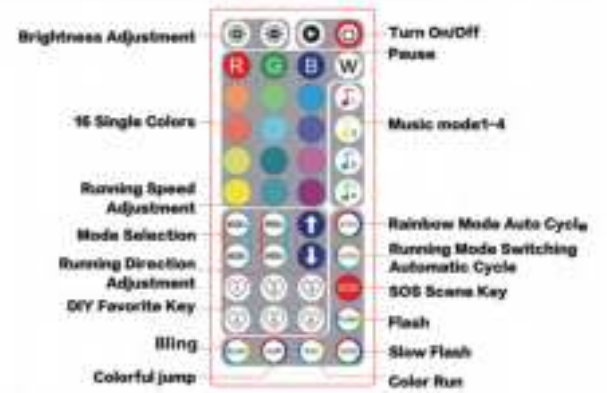 Brightness Adjustment
Turn On/Off
Pause
R G B W
16 Single Colors
Music mode1-4
Running Speed
Adjustment
Mode Selection
Rainbow Mode Auto Cycle
Running Direction
Adjustment
Running Mode Switching
Automatic Cycle
SOS Scene Key
DIY Favorite Key
Flash
Bling
Slow Flash
Colorful jump
Color Run